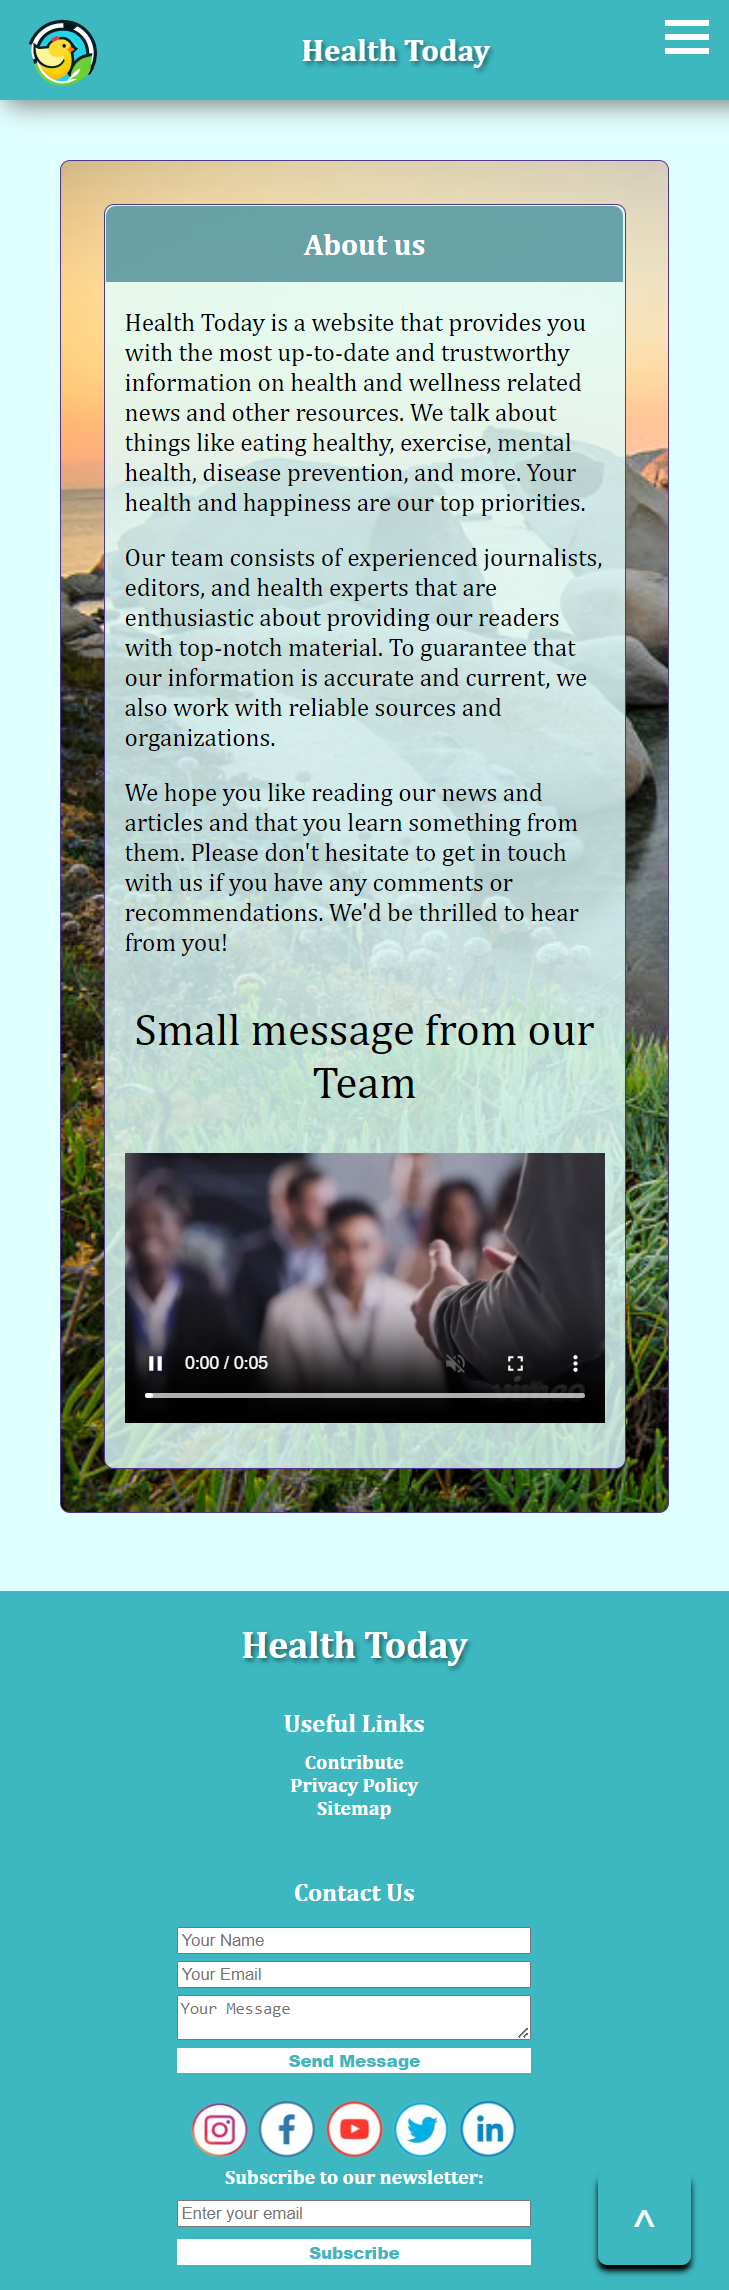 Health Today
About us
Health Today is a website that provides you
with the most up-to-date and trustworthy
information on health and wellness related
news and other resources. We talk about
things like eating healthy, exercise, mental
health, disease prevention, and more. Your
health and happiness are our top priorities.
Our team consists of experienced journalists,
editors, and health experts that are
enthusiastic about providing our readers
with top-notch material. To guarantee that
our information is accurate and current, we
also work with reliable sources and
organizations.
We hope you like reading our news and
articles and that you learn something from
them. Please don't hesitate to get in touch
with us if you have any comments or
recommendations. We'd be thrilled to hear
from you!
Small message from our
Team
0:00 / 0:05
vimeo
Health Today
Useful Links
Contribute
Privacy Policy
Sitemap
Contact Us
Your Name
Your Email
Your Message
Send Message
Subscribe to our newsletter:
Enter your email
Subscribe
^